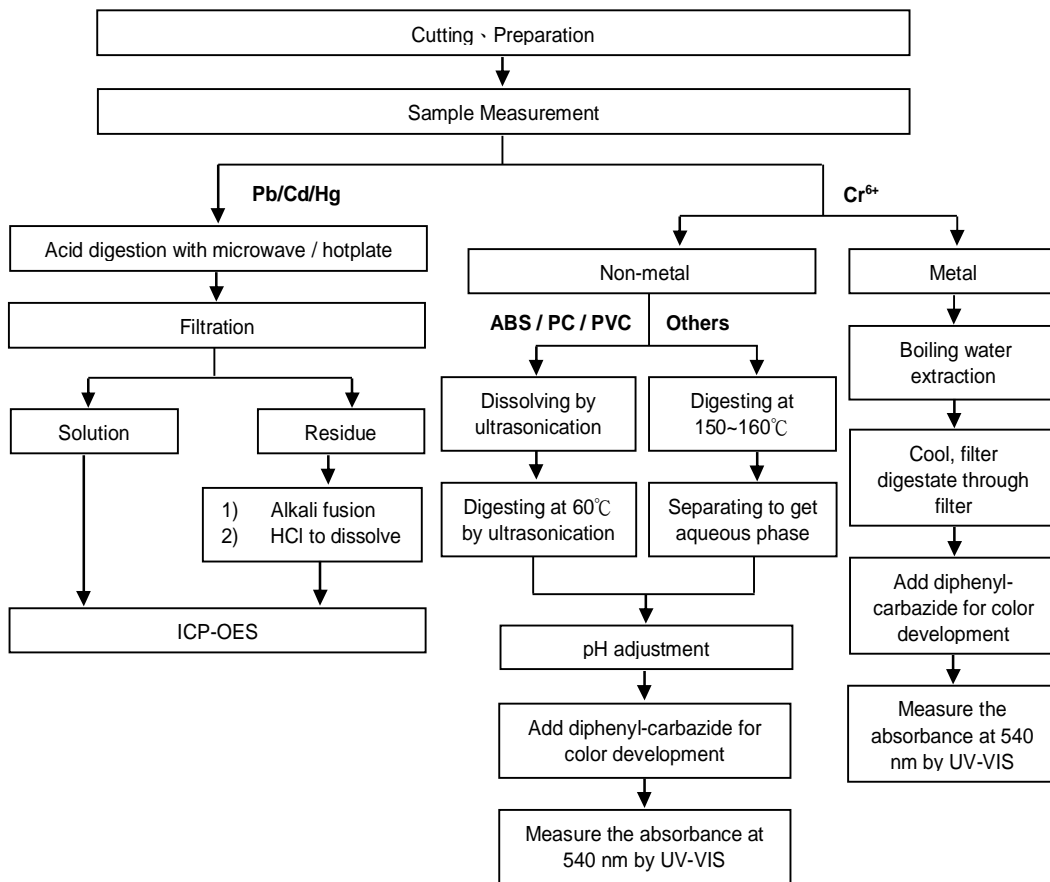 Cutting、Preparation
Sample Measurement
Pb/Cd/Hg
Cr⁶⁺
Acid digestion with microwave / hotplate
Filtration
Solution
Residue
1) Alkali fusion
2) HCl to dissolve
ICP-OES
Non-metal
ABS / PC / PVC
Others
Dissolving by
ultrasonication
Digesting at
150~160℃
Digesting at 60℃
by ultrasonication
Separating to get
aqueous phase
pH adjustment
Add diphenyl-carbazide for
color development
Measure the absorbance at
540 nm by UV-VIS
Metal
Boiling water
extraction
Cool, filter
digestate through
filter
Add diphenyl-
carbazide for color
development
Measure the
absorbance at 540
nm by UV-VIS